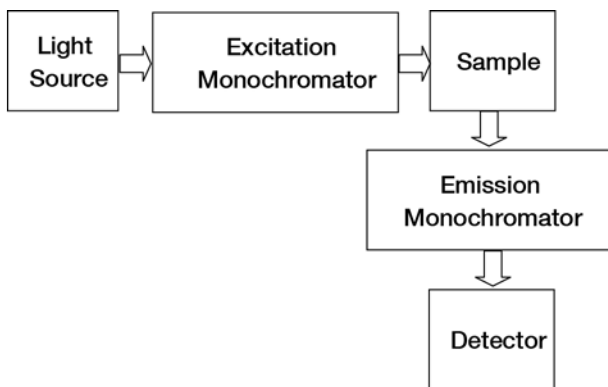 Light
Source
Excitation
Monochromator
Sample
Emission
Monochromator
Detector